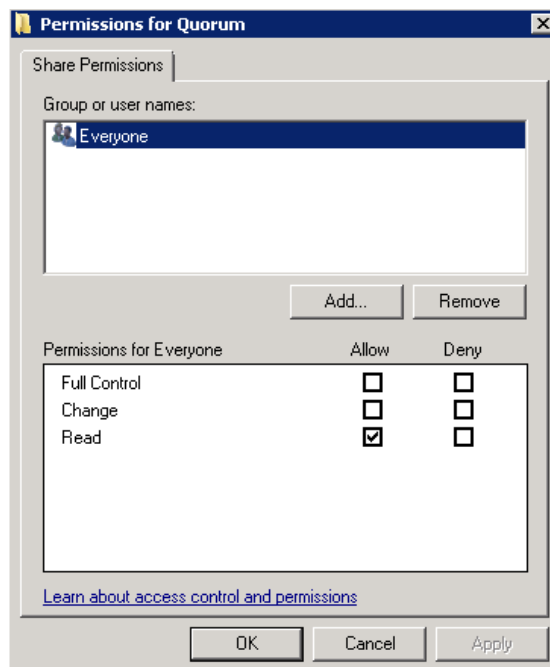 Permissions for Quorum
Share Permissions
Group or user names:
Everyone
Add... Remove
Permissions for Everyone Allow Deny
Full Control
Change
Read
Learn about access control and permissions
OK Cancel Apply